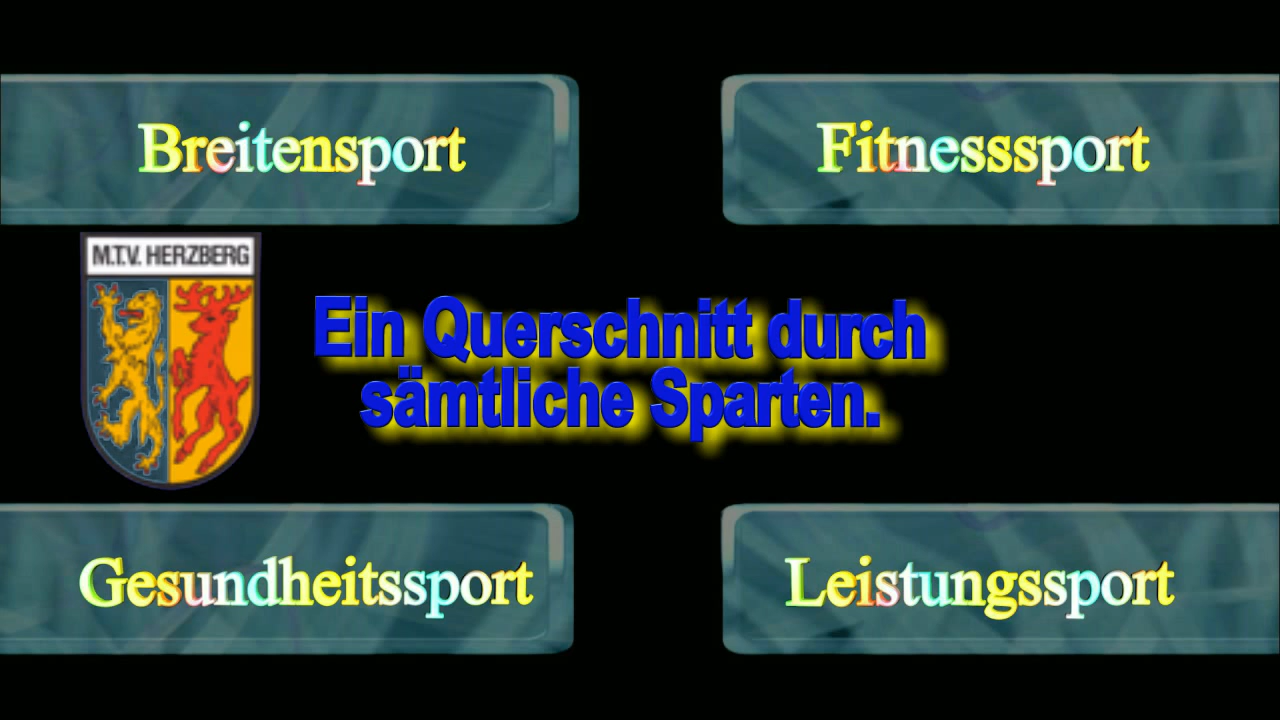 Breitensport
Fitnesssport
M.T.V. HERZBERG
Ein Querschnitt durch
sämtliche Sparten.
Gesundheitssport
Leistungssport